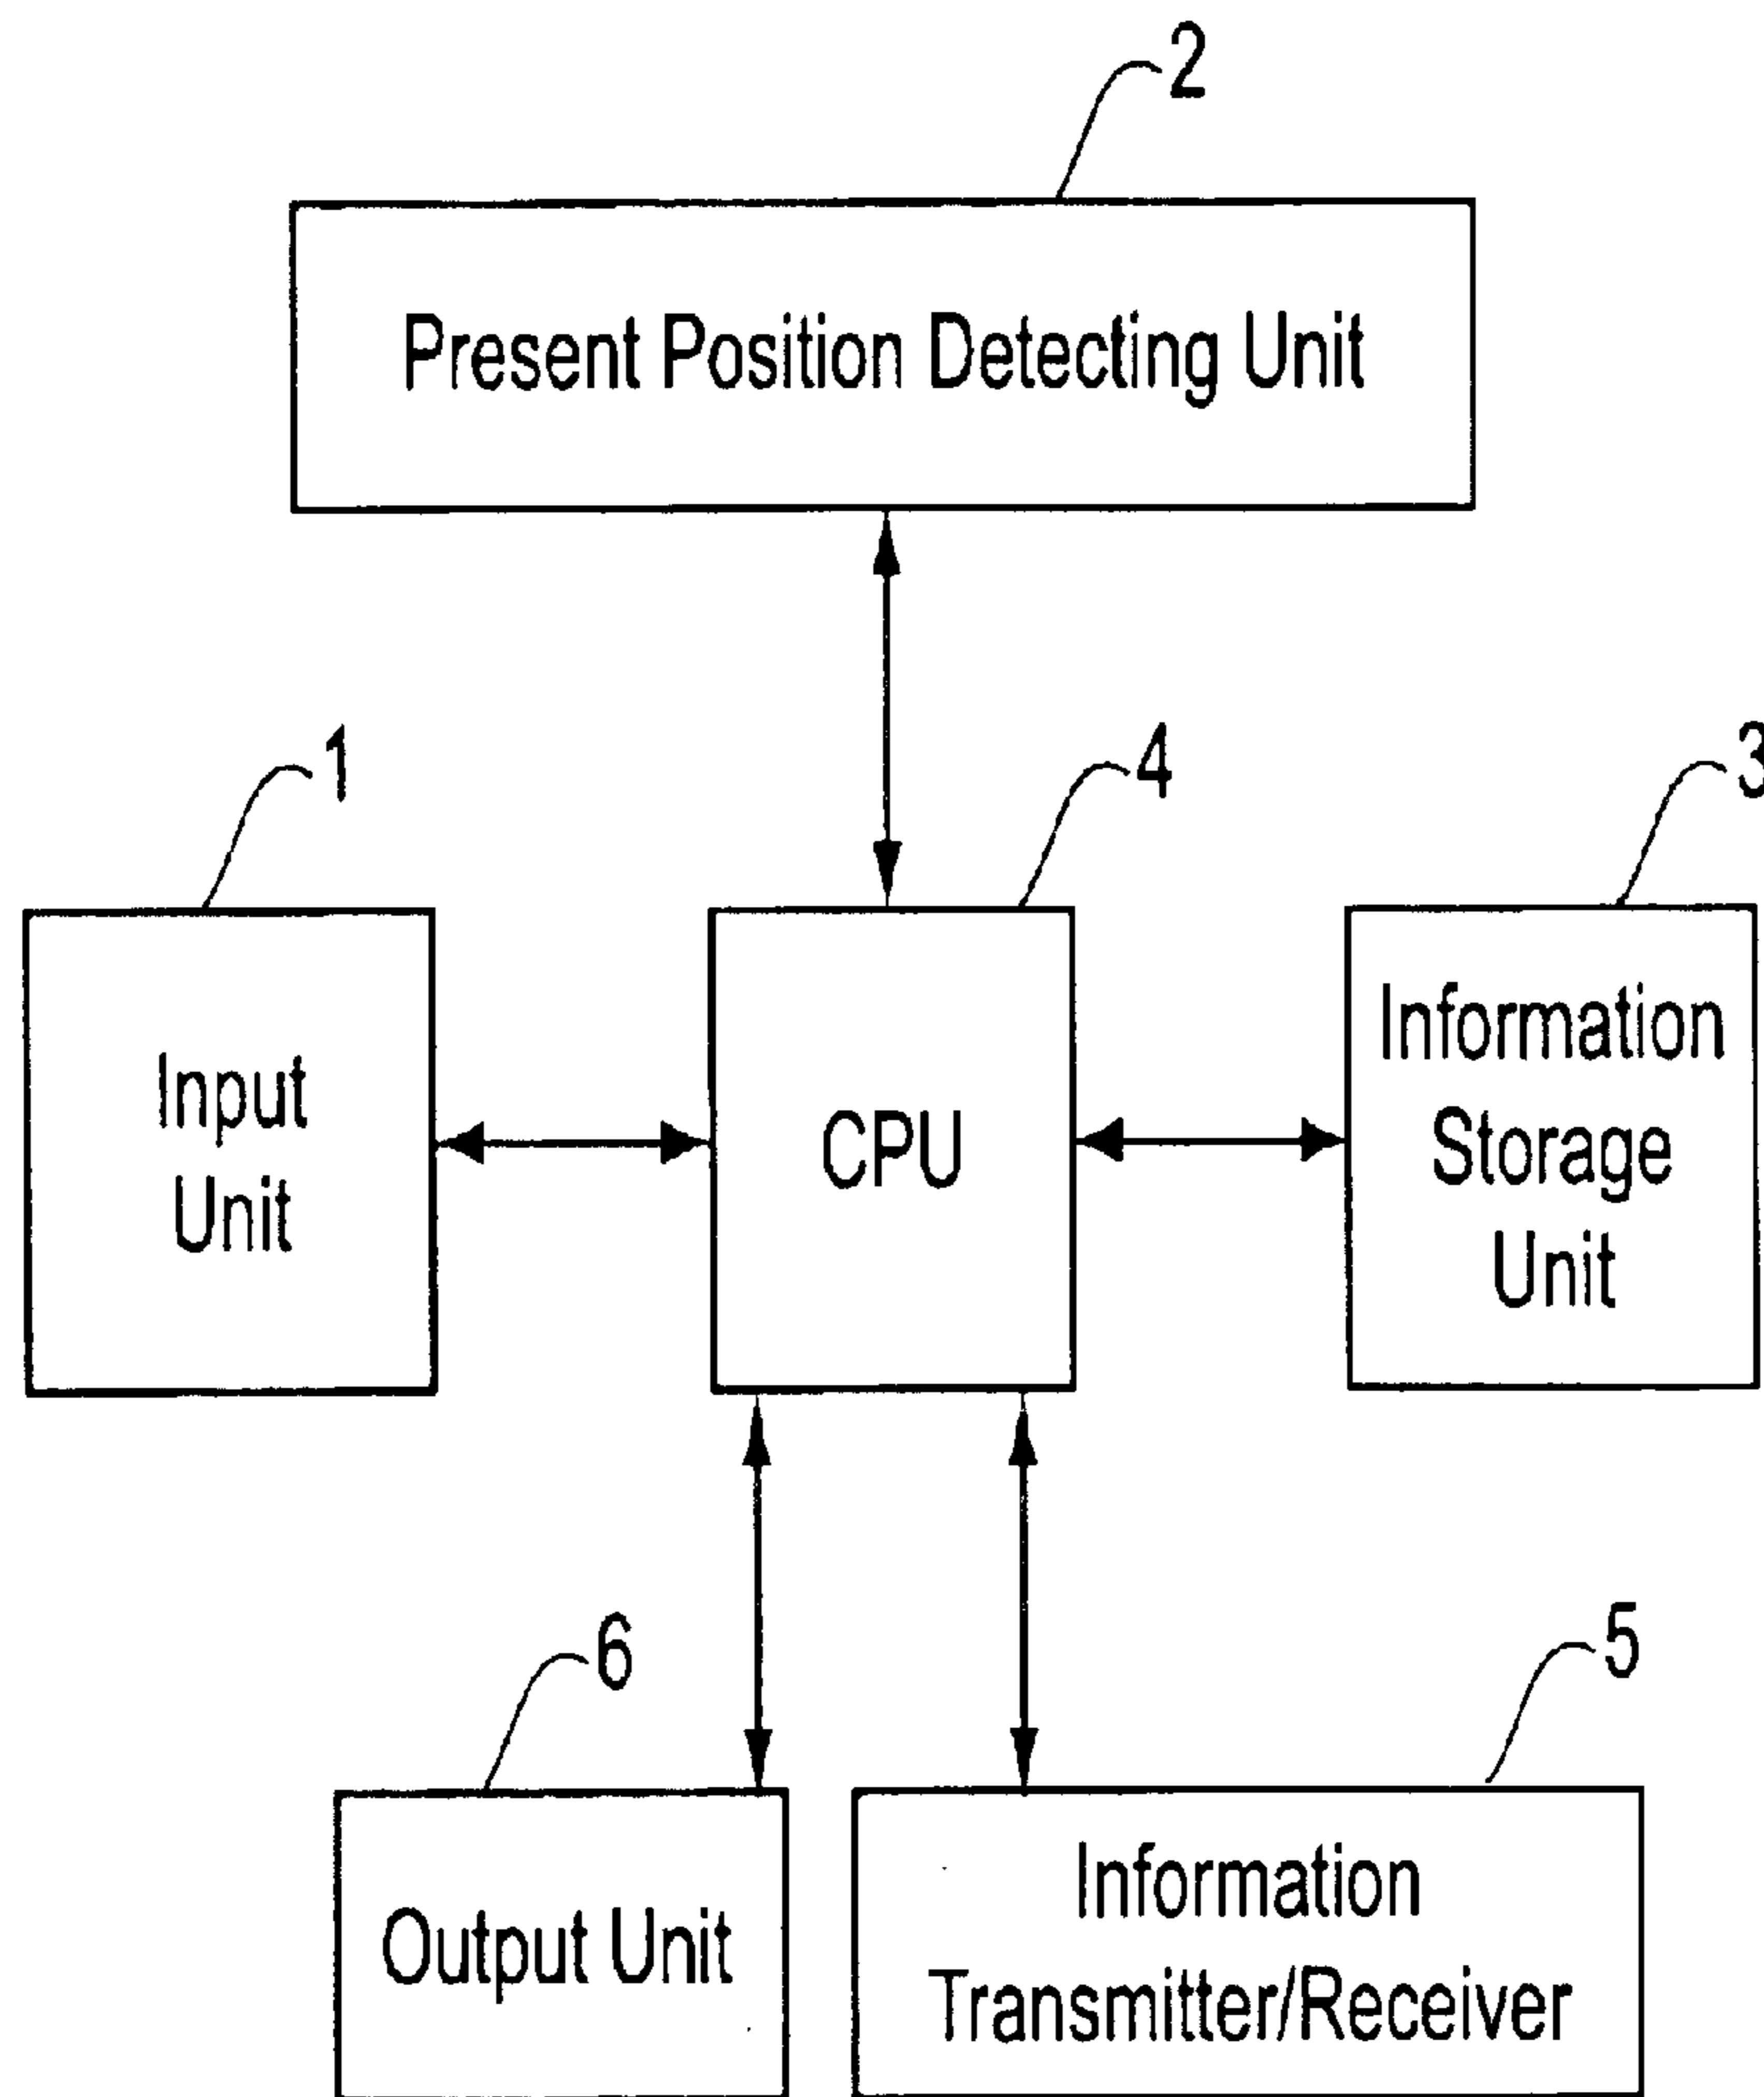 2
Present Position Detecting Unit
1
4
3
Input
Unit
CPU
Information
Storage
Unit
6
5
Output Unit
Information
Transmitter/Receiver